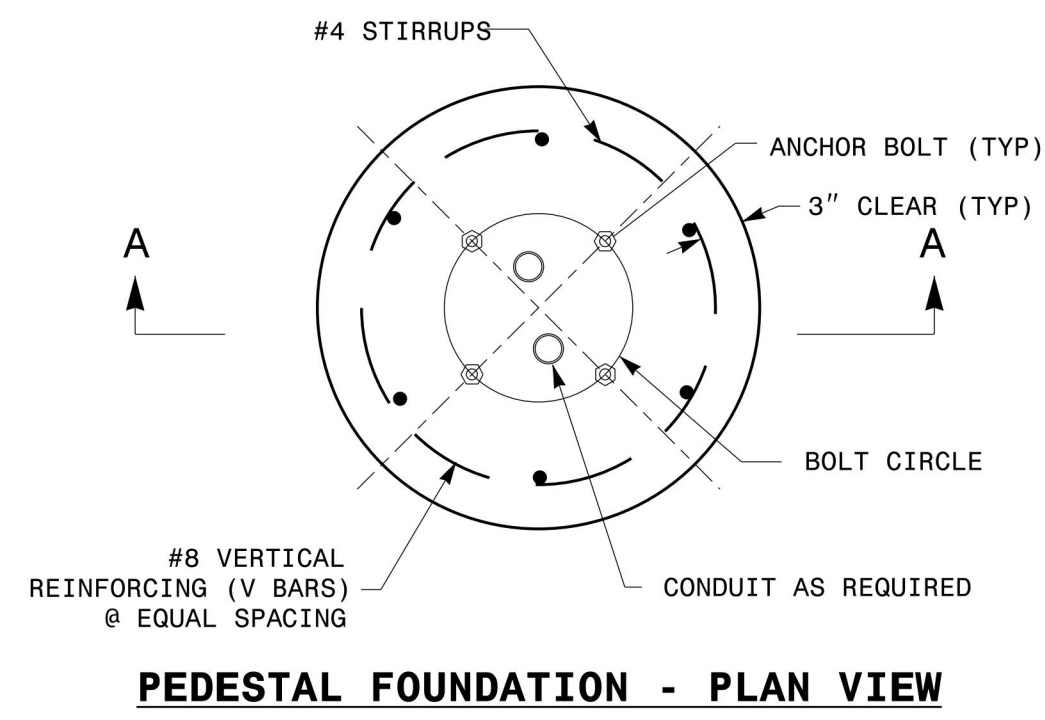 #4 STIRRUPS
ANCHOR BOLT (TYP)
3" CLEAR (TYP)
A
A
BOLT CIRCLE
#8 VERTICAL
REINFORCING (V BARS)
@ EQUAL SPACING
CONDUIT AS REQUIRED
PEDESTAL FOUNDATION - PLAN VIEW